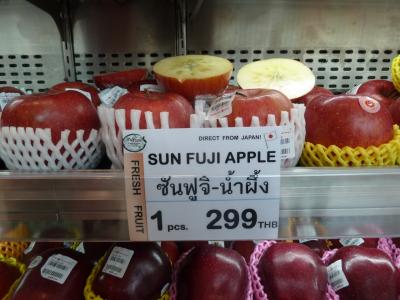 DIRECT FROM JAPAN!
SUN FUJI APPLE
ซันฟูจิ-น้ำผึ้ง
1 pcs. 299 THB
FRESH FRUIT